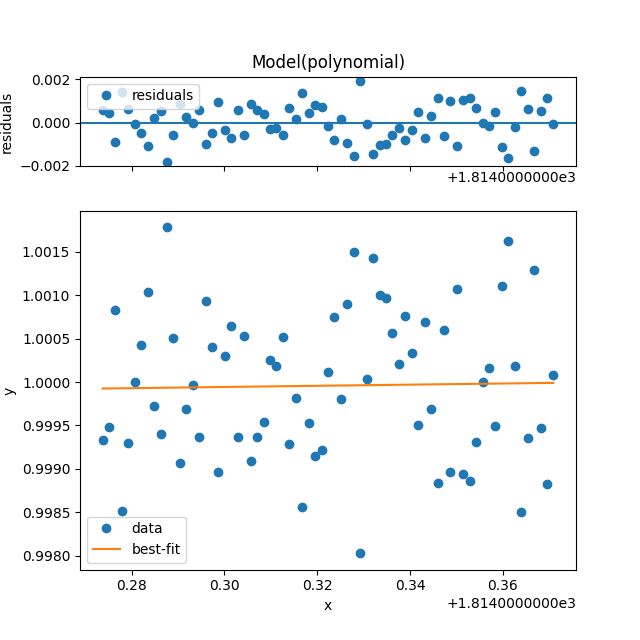 Model(polynomial)
0.002
0.000
−0.002
residuals
residuals
+1.8140000000e3
1.0015
1.0010
1.0005
1.0000
0.9995
0.9990
0.9985
0.9980
y
data
best-fit
0.28 0.30 0.32 0.34 0.36
x
+1.8140000000e3